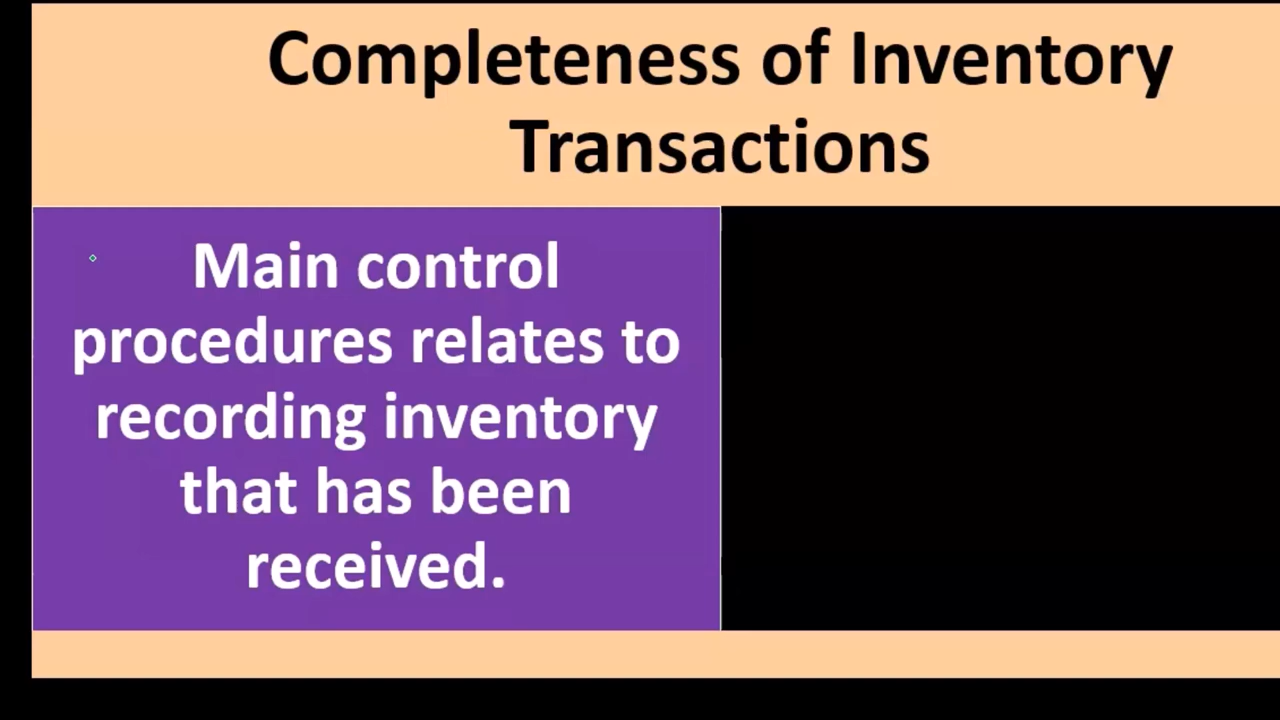 Completeness of Inventory
Transactions
Main control
procedures relates to
recording inventory
that has been
received.